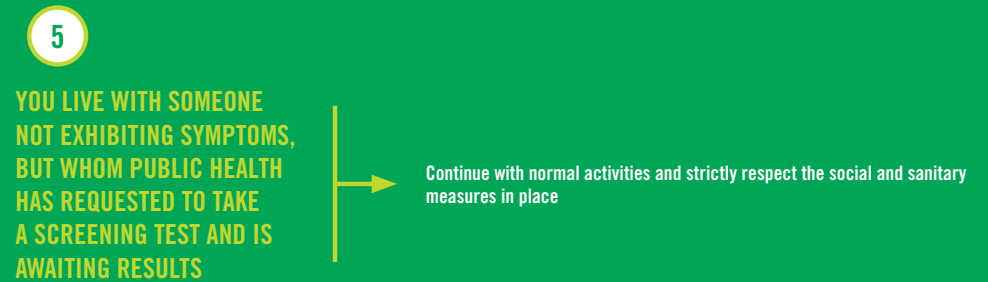 5
YOU LIVE WITH SOMEONE
NOT EXHIBITING SYMPTOMS,
BUT WHOM PUBLIC HEALTH
HAS REQUESTED TO TAKE
A SCREENING TEST AND IS
AWAITING RESULTS
Continue with normal activities and strictly respect the social and sanitary
measures in place